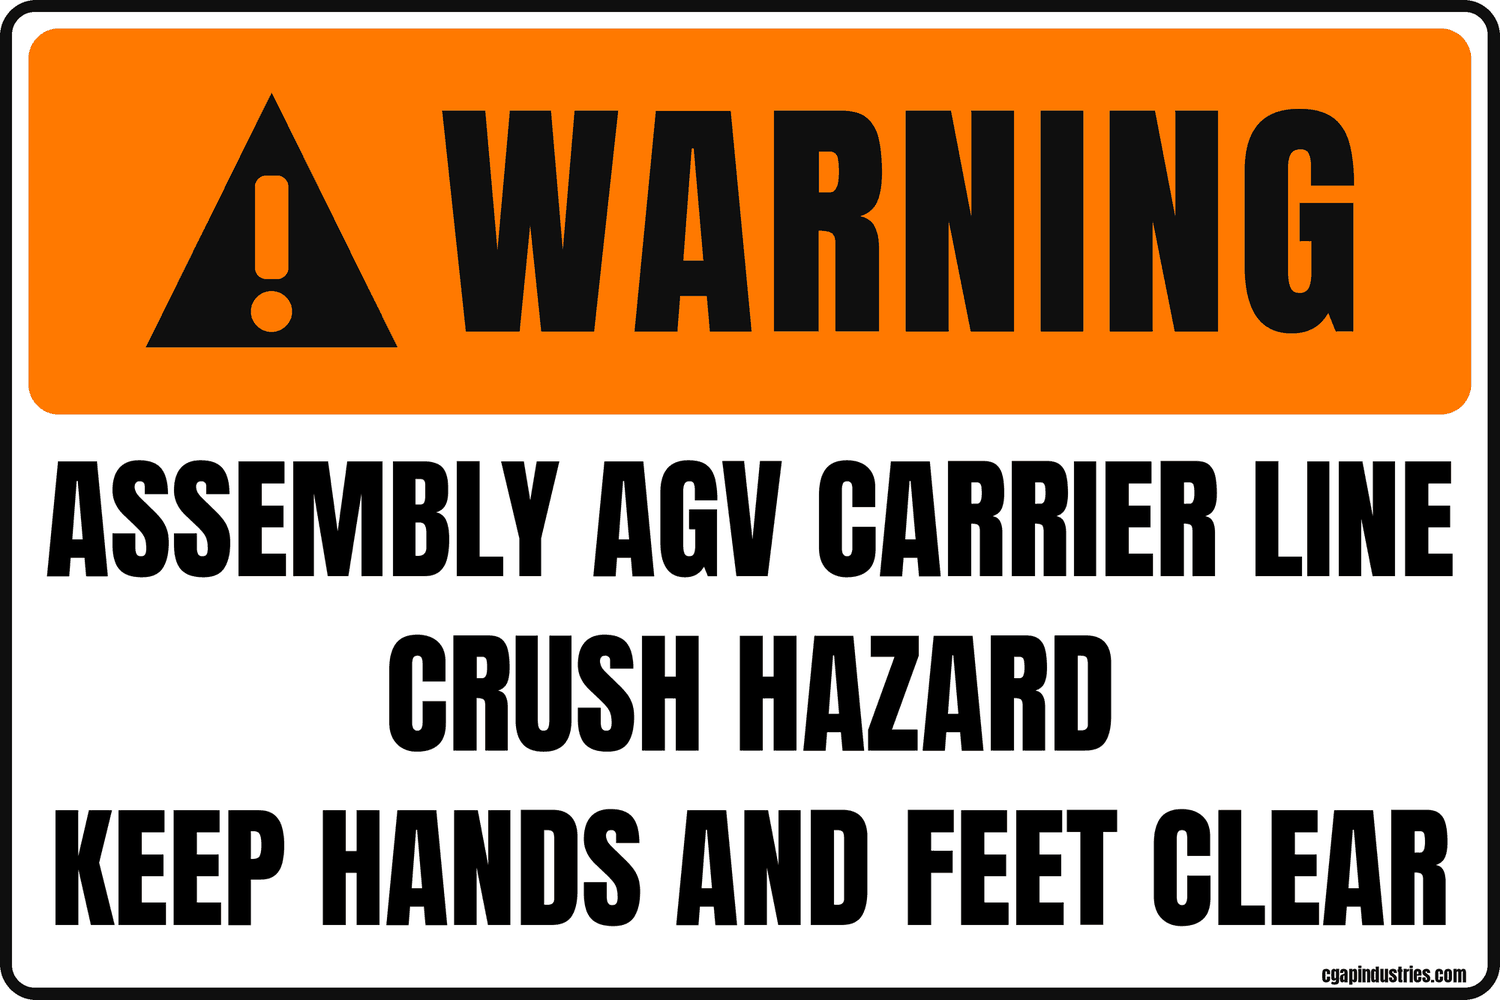 WARNING
ASSEMBLY AGV CARRIER LINE
CRUSH HAZARD
KEEP HANDS AND FEET CLEAR
cgapindustries.com